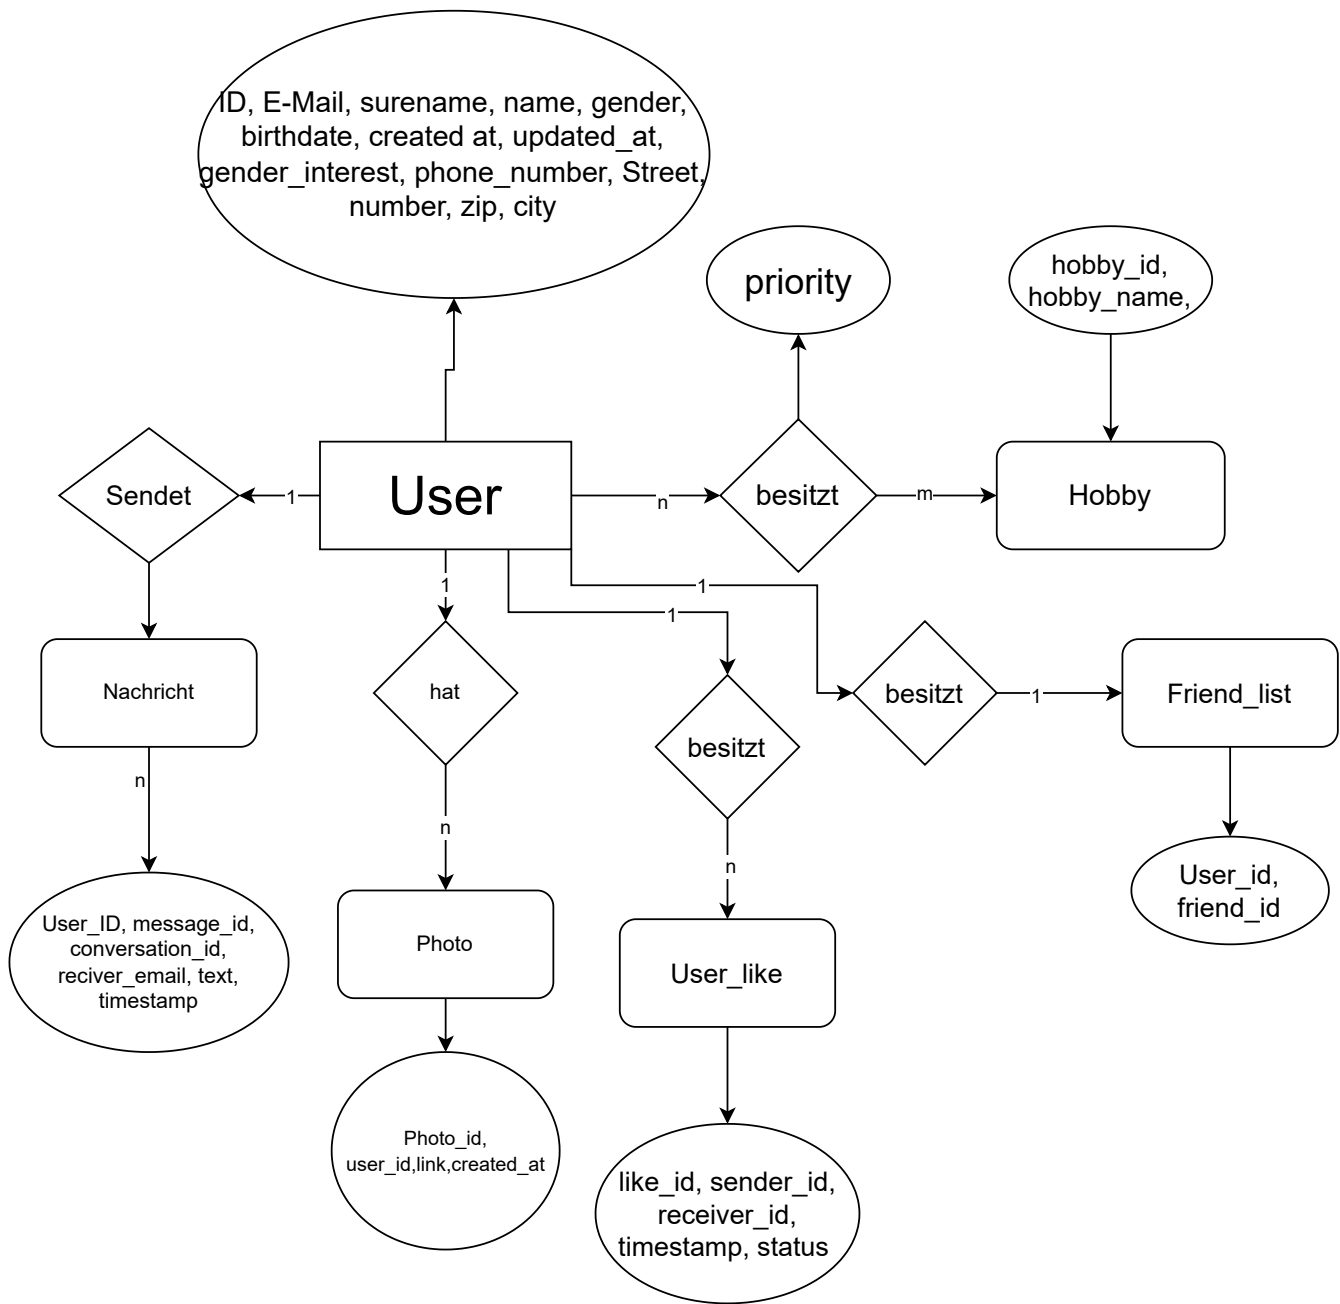 ID, E-Mail, surename, name, gender,
birthdate, created at, updated_at,
gender_interest, phone_number, Street,
number, zip, city
priority
hobby_id,
hobby_name,
Sendet
1
User
n
besitzt
m
Hobby
1
1
1
Nachricht
hat
besitzt
besitzt
1
Friend_list
n
n
n
User_id,
friend_id
User_ID, message_id,
conversation_id,
reciver_email, text,
timestamp
Photo
User_like
Photo_id,
user_id,link,created_at
like_id, sender_id,
receiver_id,
timestamp, status